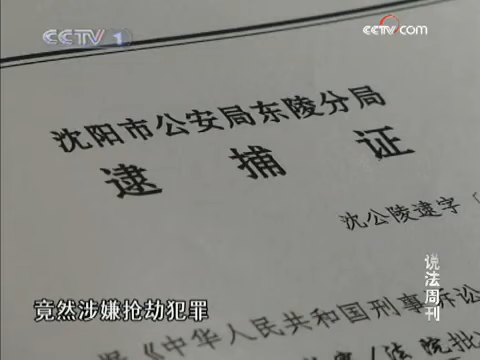 CCTV 1
CCTV.com
沈阳市公安局东陵分局
逮捕证
沈公陵逮字
说法周刊
竟然涉嫌抢劫犯罪
《中华人民共和国刑事诉讼